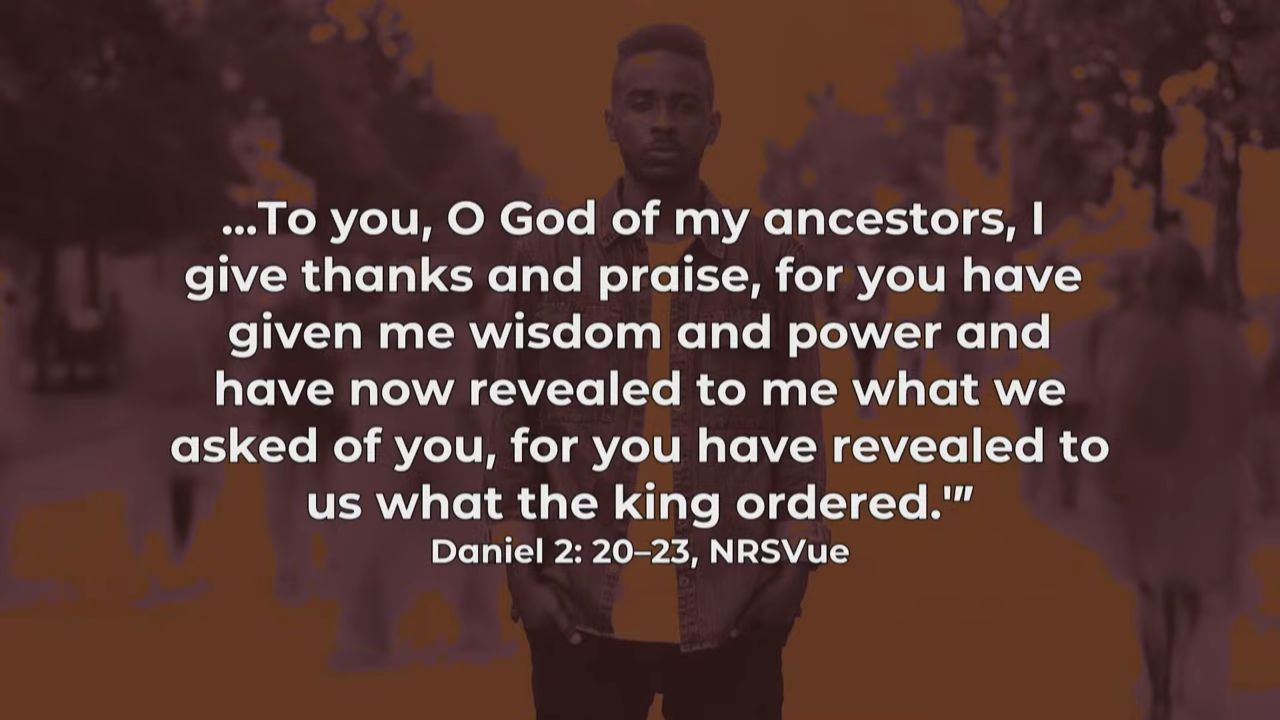 ...To you, O God of my ancestors, I
give thanks and praise, for you have
given me wisdom and power and
have now revealed to me what we
asked of you, for you have revealed to
us what the king ordered.'”
Daniel 2: 20–23, NRSVue